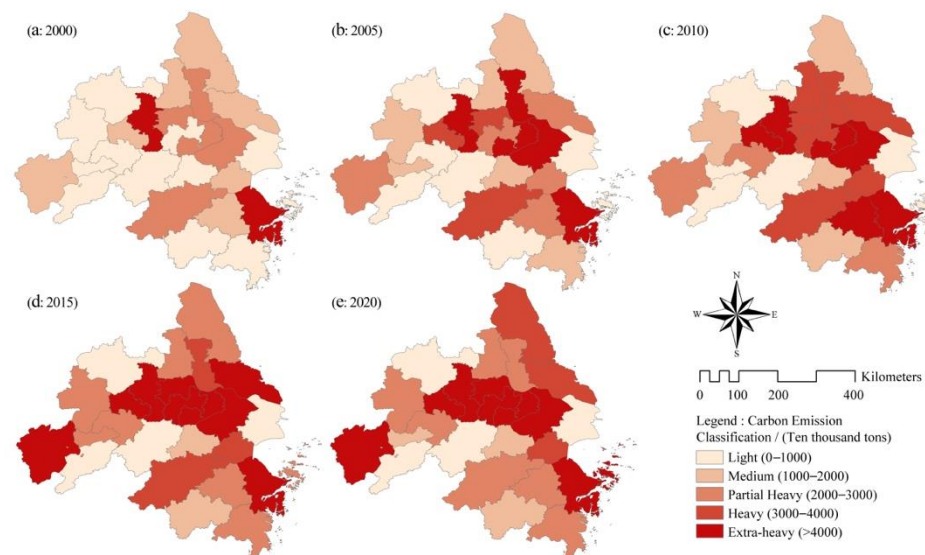 (a: 2000)
(b: 2005)
(c: 2010)
(d: 2015)
(e: 2020)
N
W E
S
Kilometers
0 100 200 400
Legend : Carbon Emission
Classification / (Ten thousand tons)
Light (0−1000)
Medium (1000−2000)
Partial Heavy (2000−3000)
Heavy (3000−4000)
Extra-heavy (>4000)